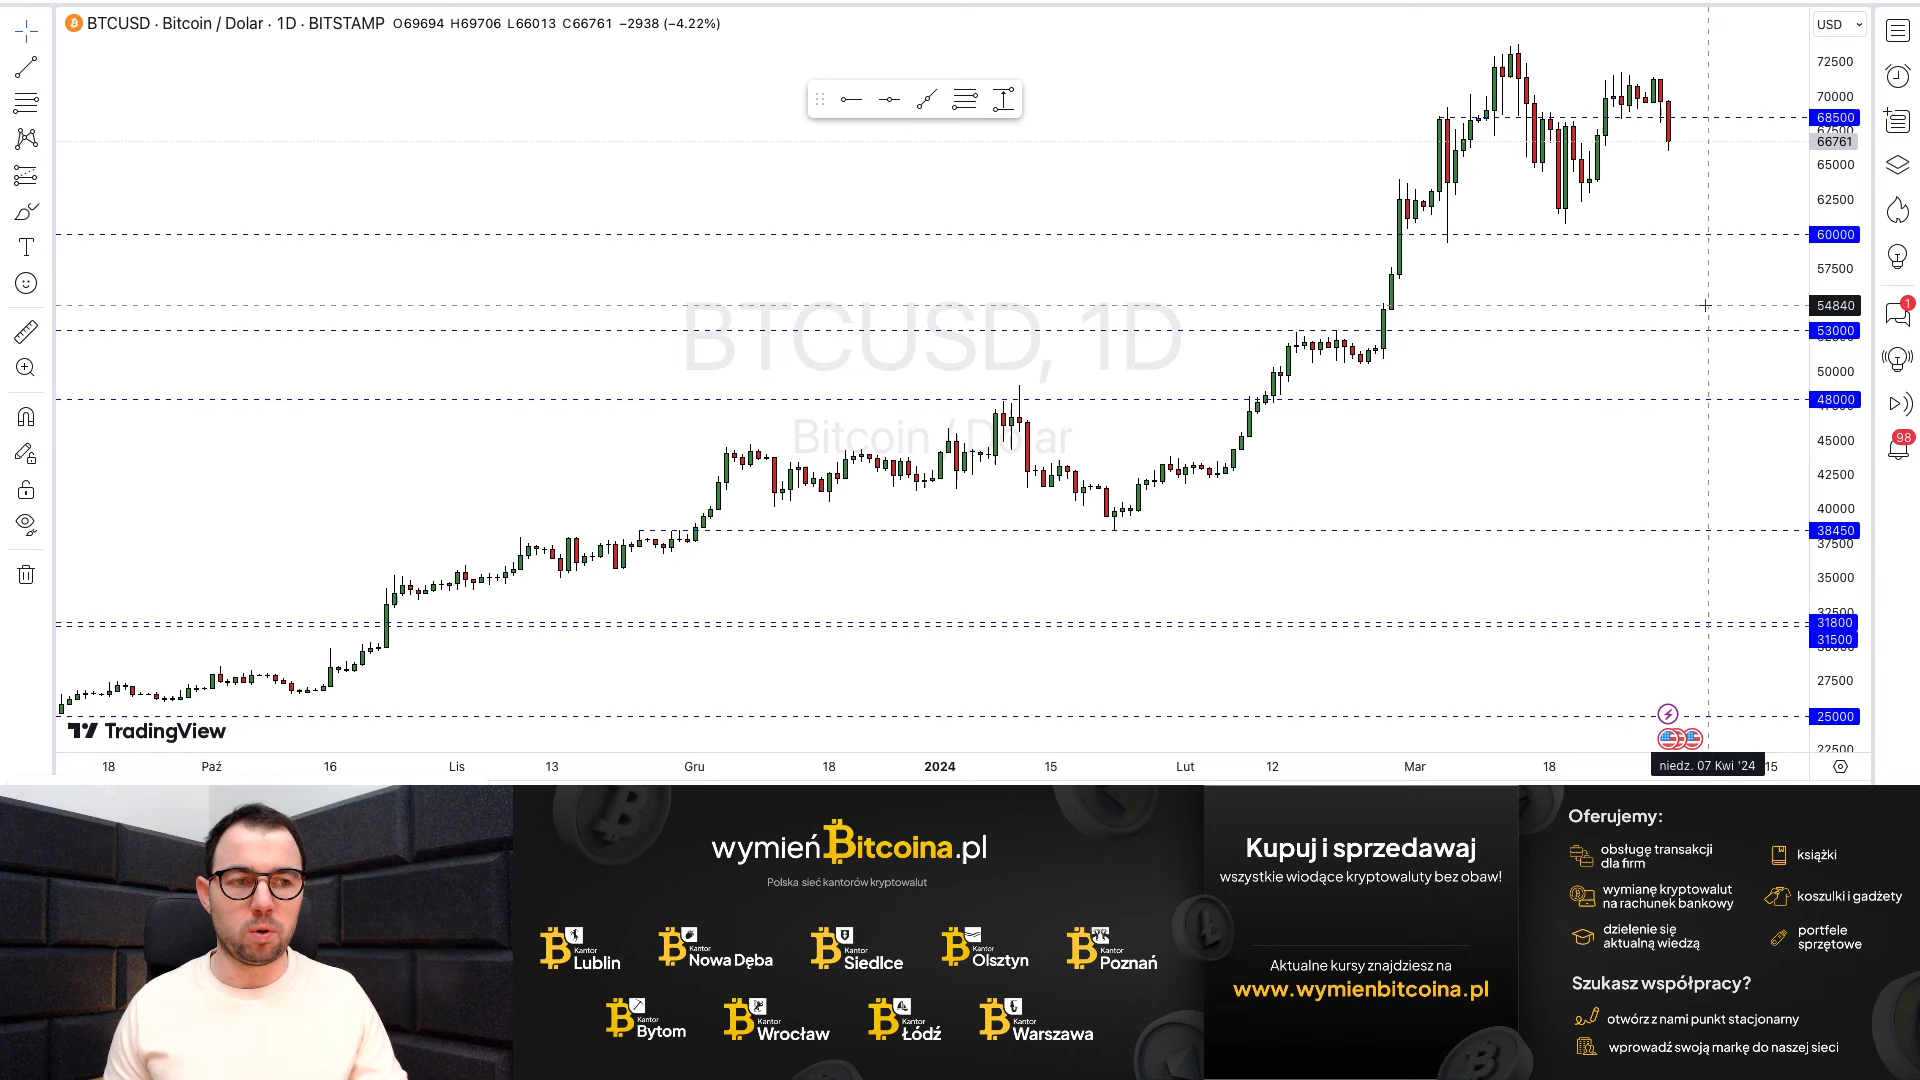 BTCUSD · Bitcoin / Dolar · 1D · BITSTAMP O69694 H69706 L66013 C66761 −2938 (−4.22%)
USD
72500
70000
68500
67500
66761
65000
62500
60000
57500
54840
53000
50000
48000
45000
42500
40000
38450
37500
35000
32500
31800
31500
27500
25000
22500
1
98
BTCUSD, 1D
Bitcoin / Dolar
TradingView
18 Paź 16 Lis 13 Gru 18 2024 15 Lut 12 Mar 18 niedz. 07 Kwi '24 15
wymieńBitcoina.pl
Polska sieć kantorów kryptowalut
Kantor Lublin
Kantor Nowa Dęba
Kantor Siedlce
Kantor Olsztyn
Kantor Poznań
Kantor Bytom
Kantor Wrocław
Kantor Łódź
Kantor Warszawa
Kupuj i sprzedawaj
wszystkie wiodące kryptowaluty bez obaw!
Aktualne kursy znajdziesz na
www.wymienbitcoina.pl
Oferujemy:
obsługę transakcji
dla firm
wymianę kryptowalut
na rachunek bankowy
dzielenie się
aktualną wiedzą
książki
koszulki i gadżety
portfele
sprzętowe
Szukasz współpracy?
otwórz z nami punkt stacjonarny
wprowadź swoją markę do naszej sieci